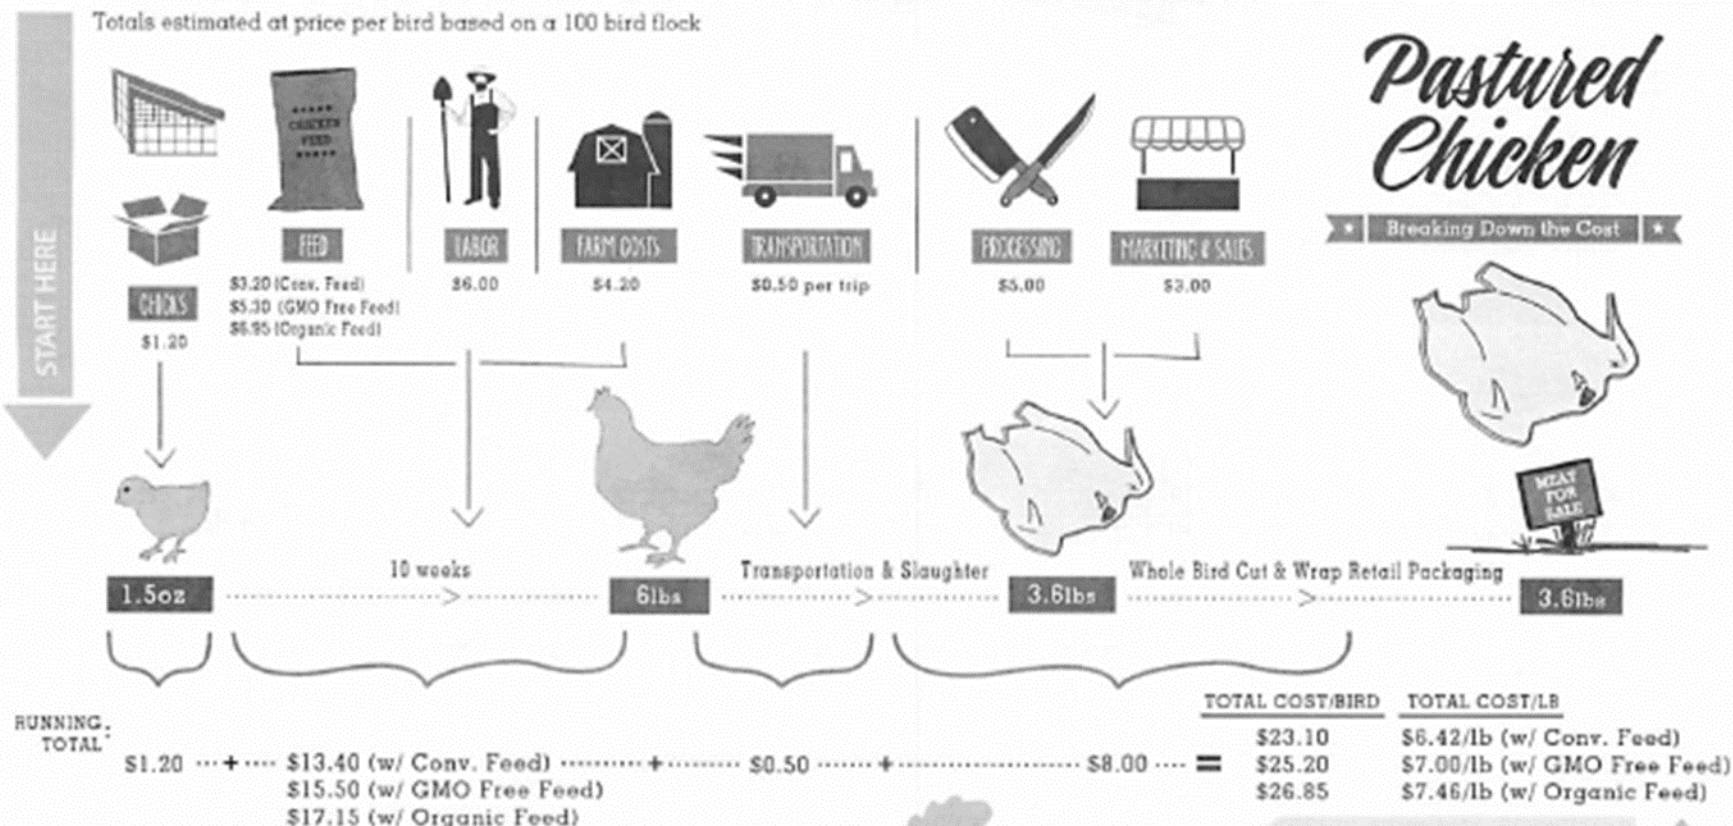 Totals estimated at price per bird based on a 100 bird flock
Pastured
Chicken
Breaking Down the Cost
START HERE
CHICKEN
FEED
CHICKS
$1.20
FEED
$3.20 (Conv. Feed)
$5.30 (GMO Free Feed)
$6.95 (Organic Feed)
LABOR
$6.00
FARM COSTS
$4.20
TRANSPORTATION
$0.50 per trip
PROCESSING
$5.00
MARKETING & SALES
$3.00
MEAT
FOR
SALE
10 weeks
Transportation & Slaughter
Whole Bird Cut & Wrap Retail Packaging
1.5oz
6lbs
3.6lbs
3.6lbs
TOTAL COST/BIRD
TOTAL COST/LB
RUNNING
TOTAL:
$1.20 + $13.40 (w/ Conv. Feed) + $0.50 + $8.00 = $23.10 $6.42/lb (w/ Conv. Feed)
$15.50 (w/ GMO Free Feed) $25.20 $7.00/lb (w/ GMO Free Feed)
$17.15 (w/ Organic Feed) $26.85 $7.46/lb (w/ Organic Feed)